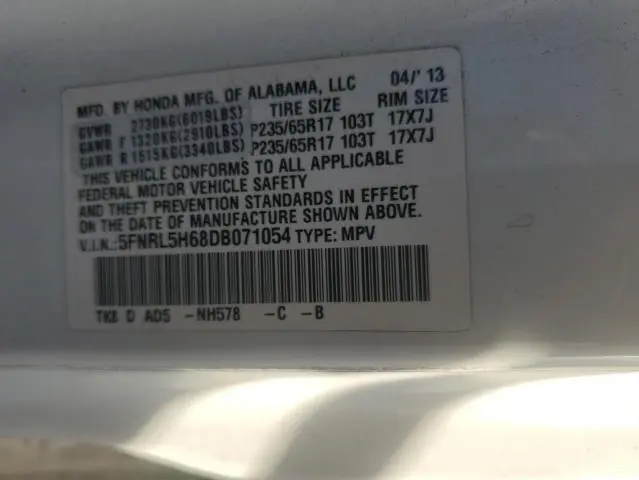 MFD. BY HONDA MFG. OF ALABAMA, LLC 04/'13
GVWR 2730KG(6019LBS) TIRE SIZE RIM SIZE
GAWR F 1320KG(2910LBS) P235/65R17 103T 17X7J
GAWR R 1515KG(3340LBS) P235/65R17 103T 17X7J
THIS VEHICLE CONFORMS TO ALL APPLICABLE
FEDERAL MOTOR VEHICLE SAFETY
AND THEFT PREVENTION STANDARDS IN EFFECT
ON THE DATE OF MANUFACTURE SHOWN ABOVE.
V.I.N.:5FNRL5H68DB071054 TYPE: MPV
TK8 D AD5 -NH578 -C -B